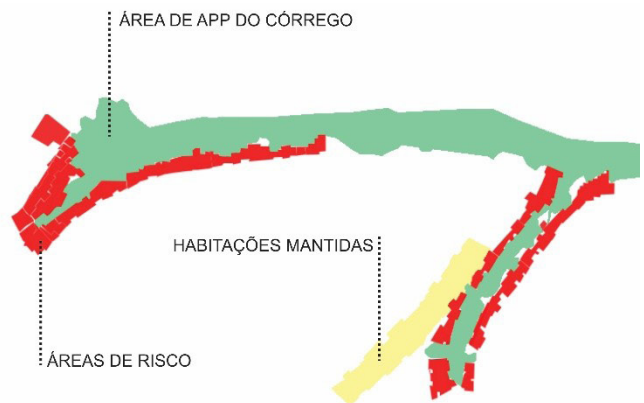 ÁREA DE APP DO CÓRREGO
HABITAÇÕES MANTIDAS
ÁREAS DE RISCO